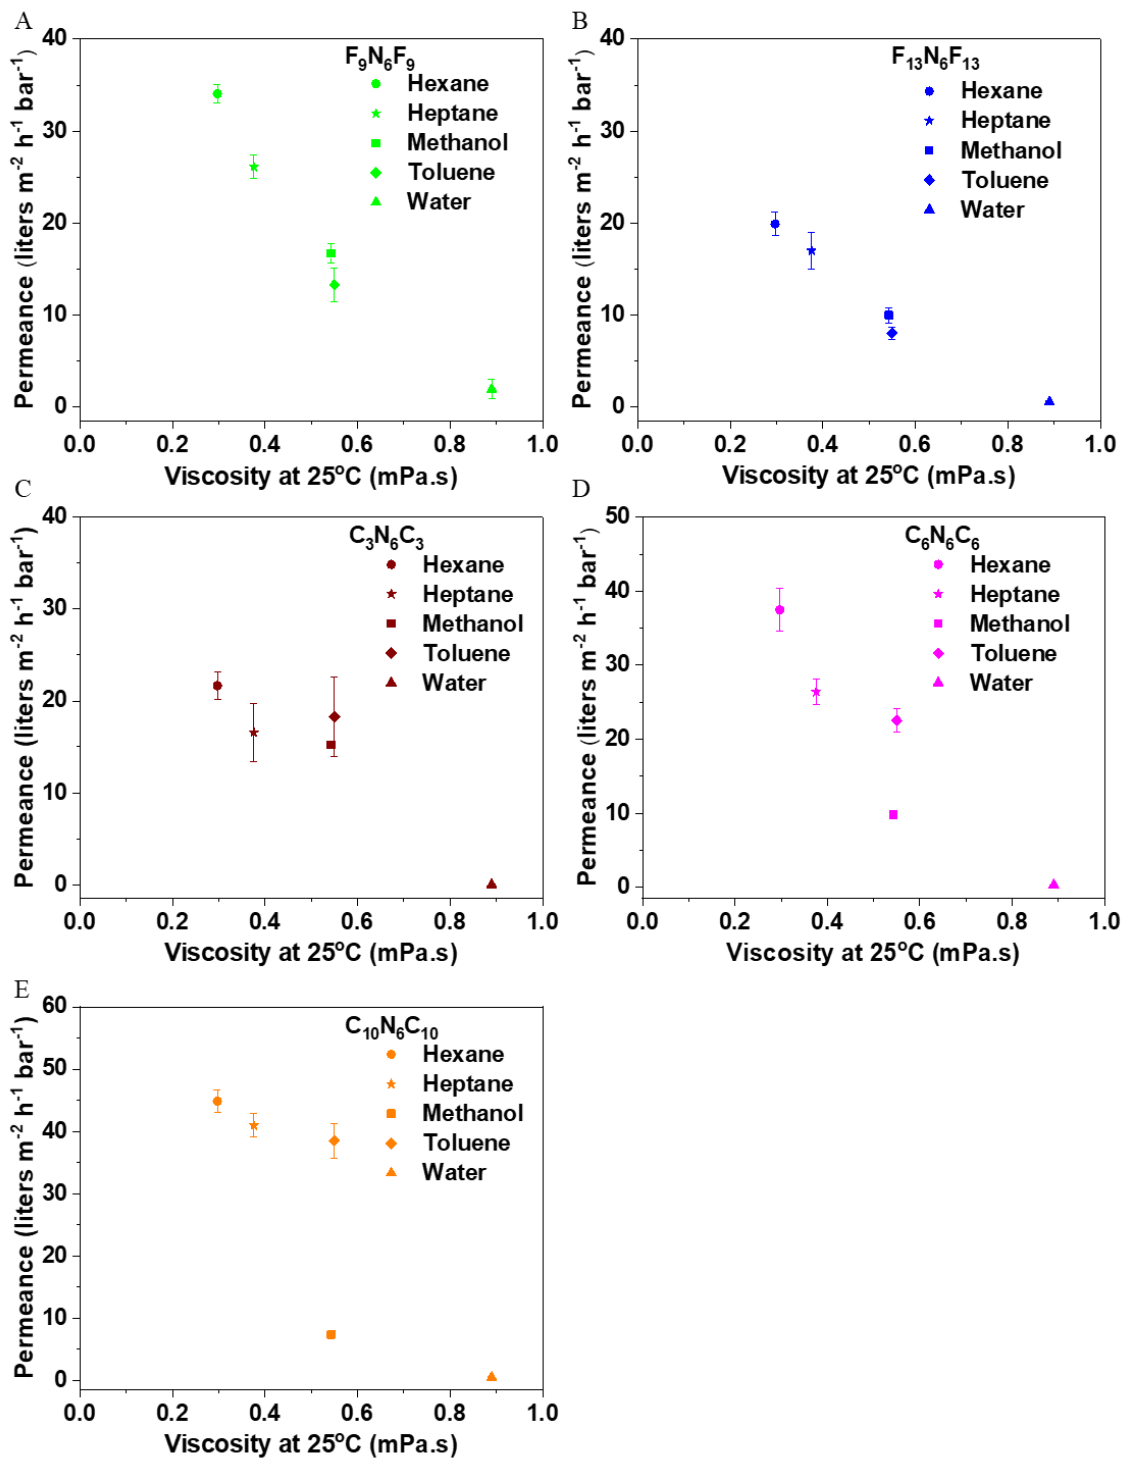 A
Permeance (liters m⁻² h⁻¹ bar⁻¹)
40
30
20
10
0
F₉N₆F₉
Hexane
Heptane
Methanol
Toluene
Water
0.0 0.2 0.4 0.6 0.8 1.0
Viscosity at 25°C (mPa.s)
B
Permeance (liters m⁻² h⁻¹ bar⁻¹)
40
30
20
10
0
F₁₃N₆F₁₃
Hexane
Heptane
Methanol
Toluene
Water
0.0 0.2 0.4 0.6 0.8 1.0
Viscosity at 25°C (mPa.s)
C
Permeance (liters m⁻² h⁻¹ bar⁻¹)
40
30
20
10
0
C₃N₆C₃
Hexane
Heptane
Methanol
Toluene
Water
0.0 0.2 0.4 0.6 0.8 1.0
Viscosity at 25°C (mPa.s)
D
Permeance (liters m⁻² h⁻¹ bar⁻¹)
50
40
30
20
10
0
C₆N₆C₆
Hexane
Heptane
Methanol
Toluene
Water
0.0 0.2 0.4 0.6 0.8 1.0
Viscosity at 25°C (mPa.s)
E
Permeance (liters m⁻² h⁻¹ bar⁻¹)
60
50
40
30
20
10
0
C₁₀N₆C₁₀
Hexane
Heptane
Methanol
Toluene
Water
0.0 0.2 0.4 0.6 0.8 1.0
Viscosity at 25°C (mPa.s)